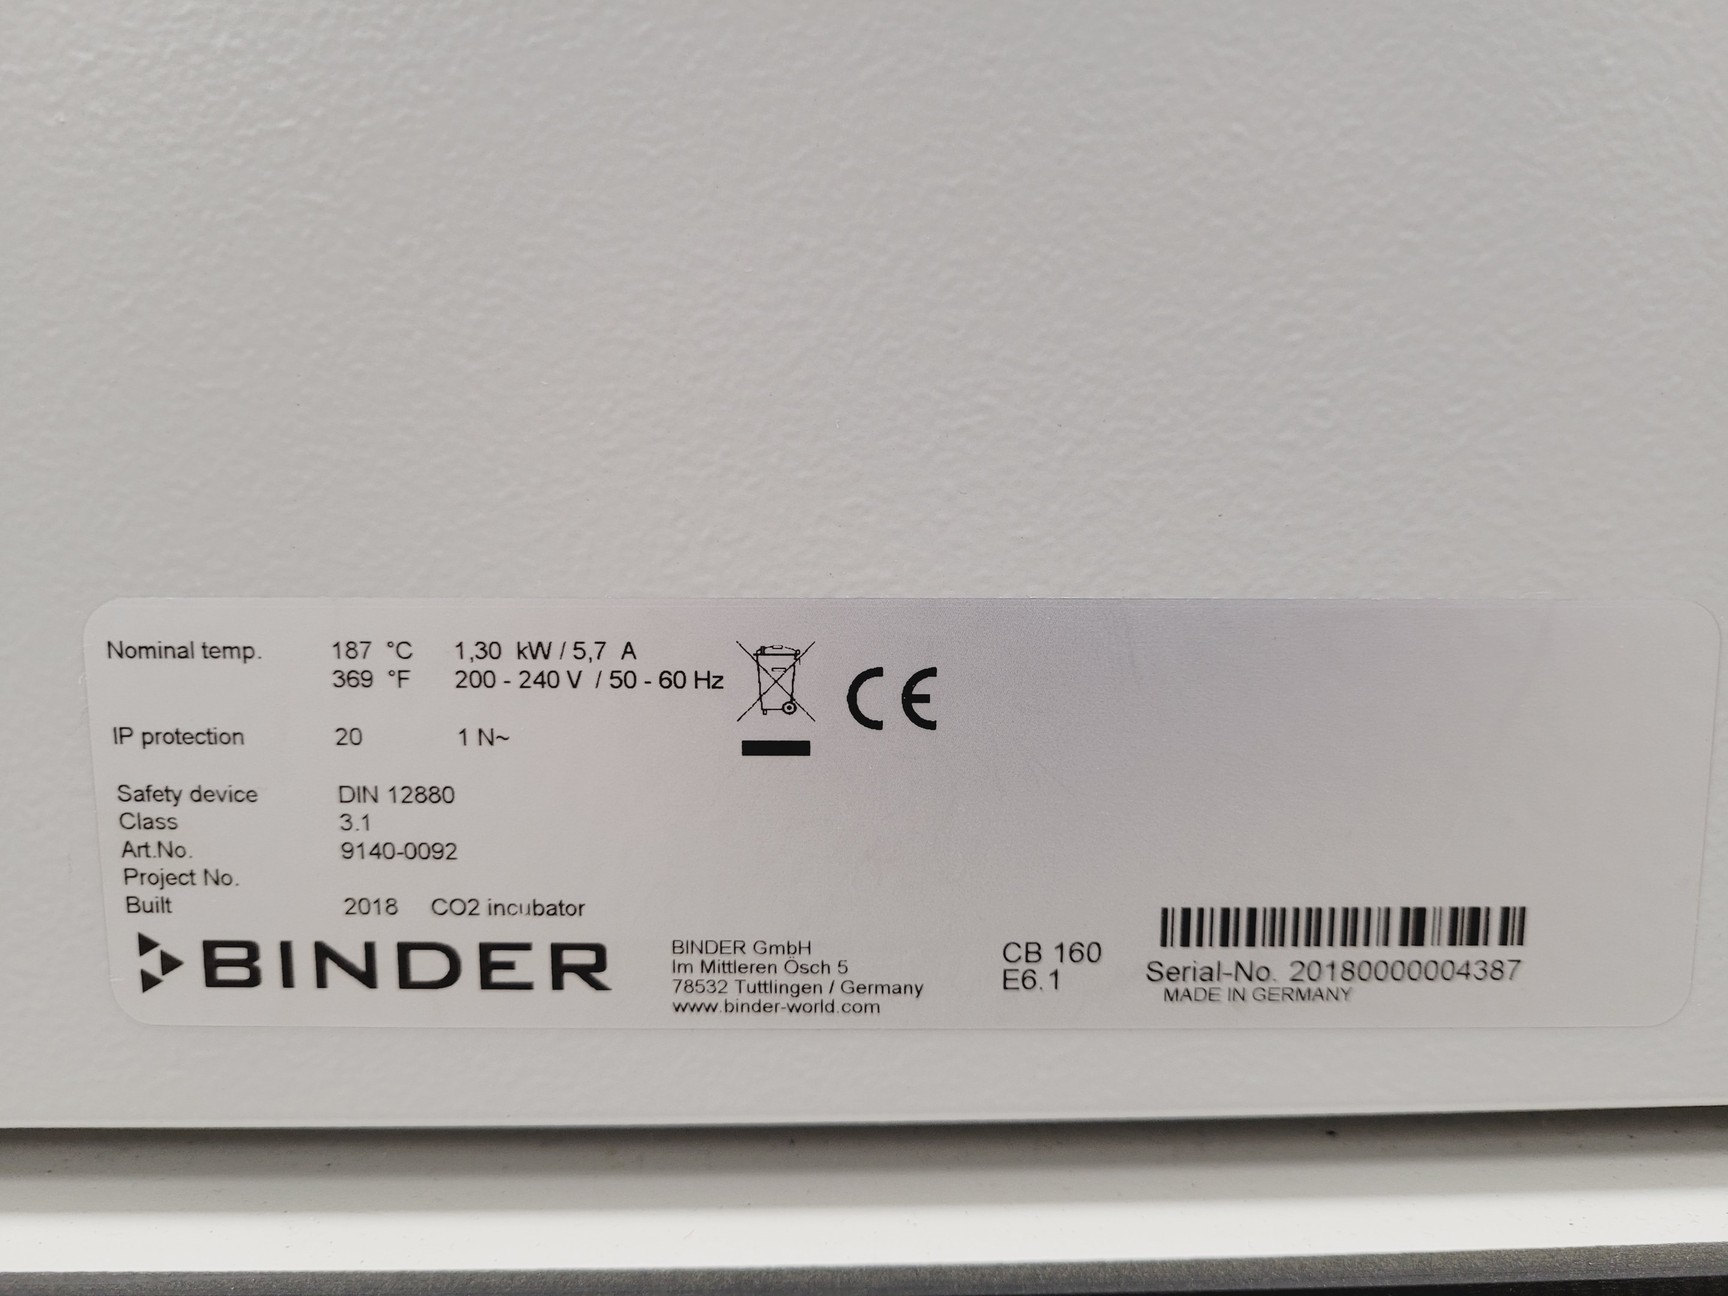 Nominal temp. 187 °C 1,30 kW / 5,7 A
369 °F 200 - 240 V / 50 - 60 Hz
CE
IP protection 20 1 N~
Safety device DIN 12880
Class 3.1
Art.No. 9140-0092
Project No.
Built 2018 CO2 incubator
BINDER
BINDER GmbH
Im Mittleren Ösch 5
78532 Tuttlingen / Germany
www.binder-world.com
CB 160
E6.1
Serial-No. 20180000004387
MADE IN GERMANY